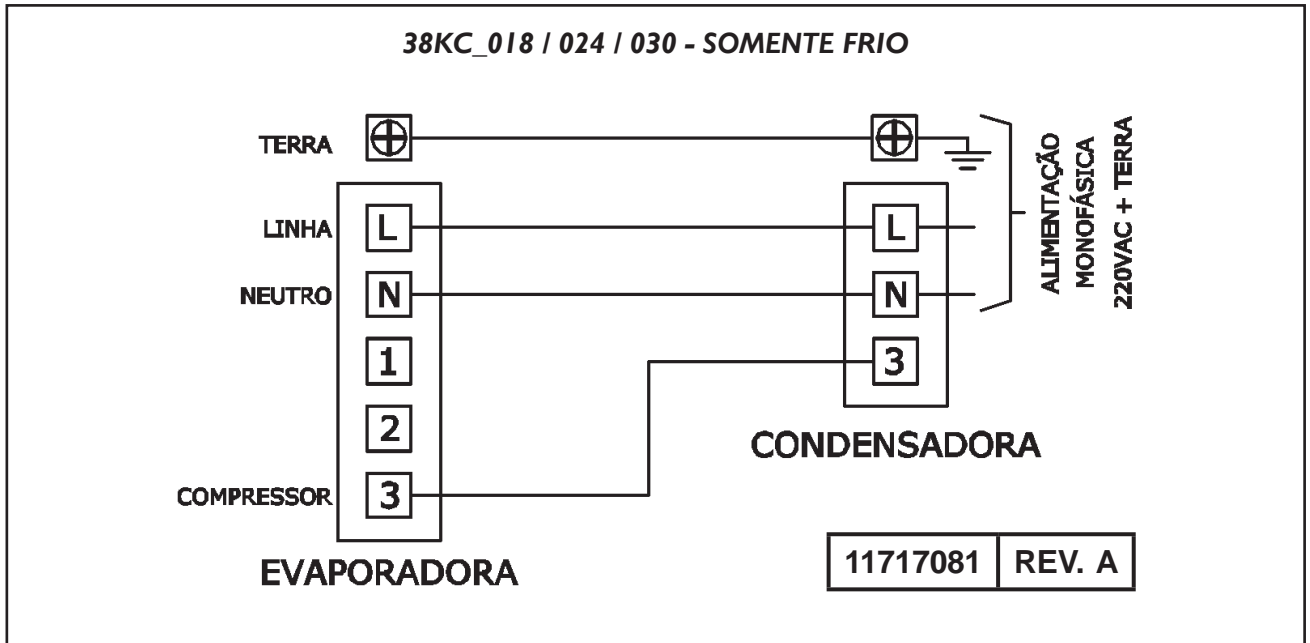 38KC_018 / 024 / 030 - SOMENTE FRIO
TERRA
LINHA
L
L
NEUTRO
N
N
1
3
2
COMPRESSOR
3
EVAPORADORA
CONDENSADORA
ALIMENTAÇÃO
MONOFÁSICA
220VAC + TERRA
11717081
REV. A